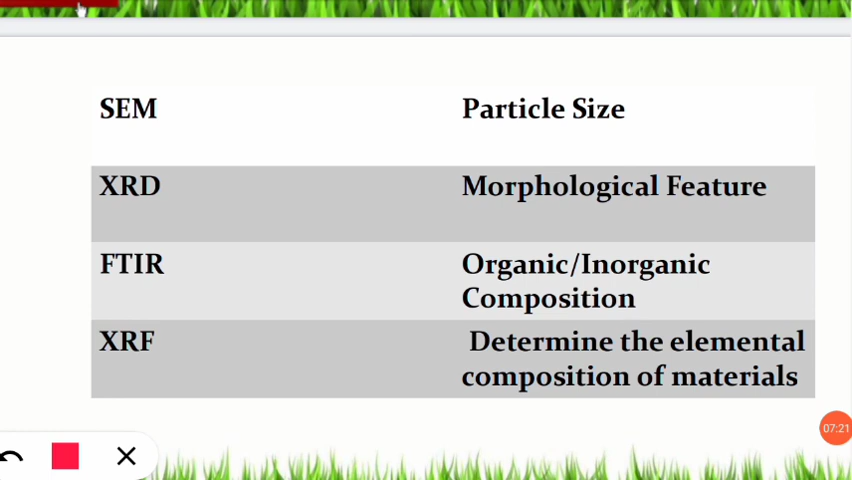 SEM
Particle Size
XRD
Morphological Feature
FTIR
Organic/Inorganic
Composition
XRF
Determine the elemental
composition of materials
07:21